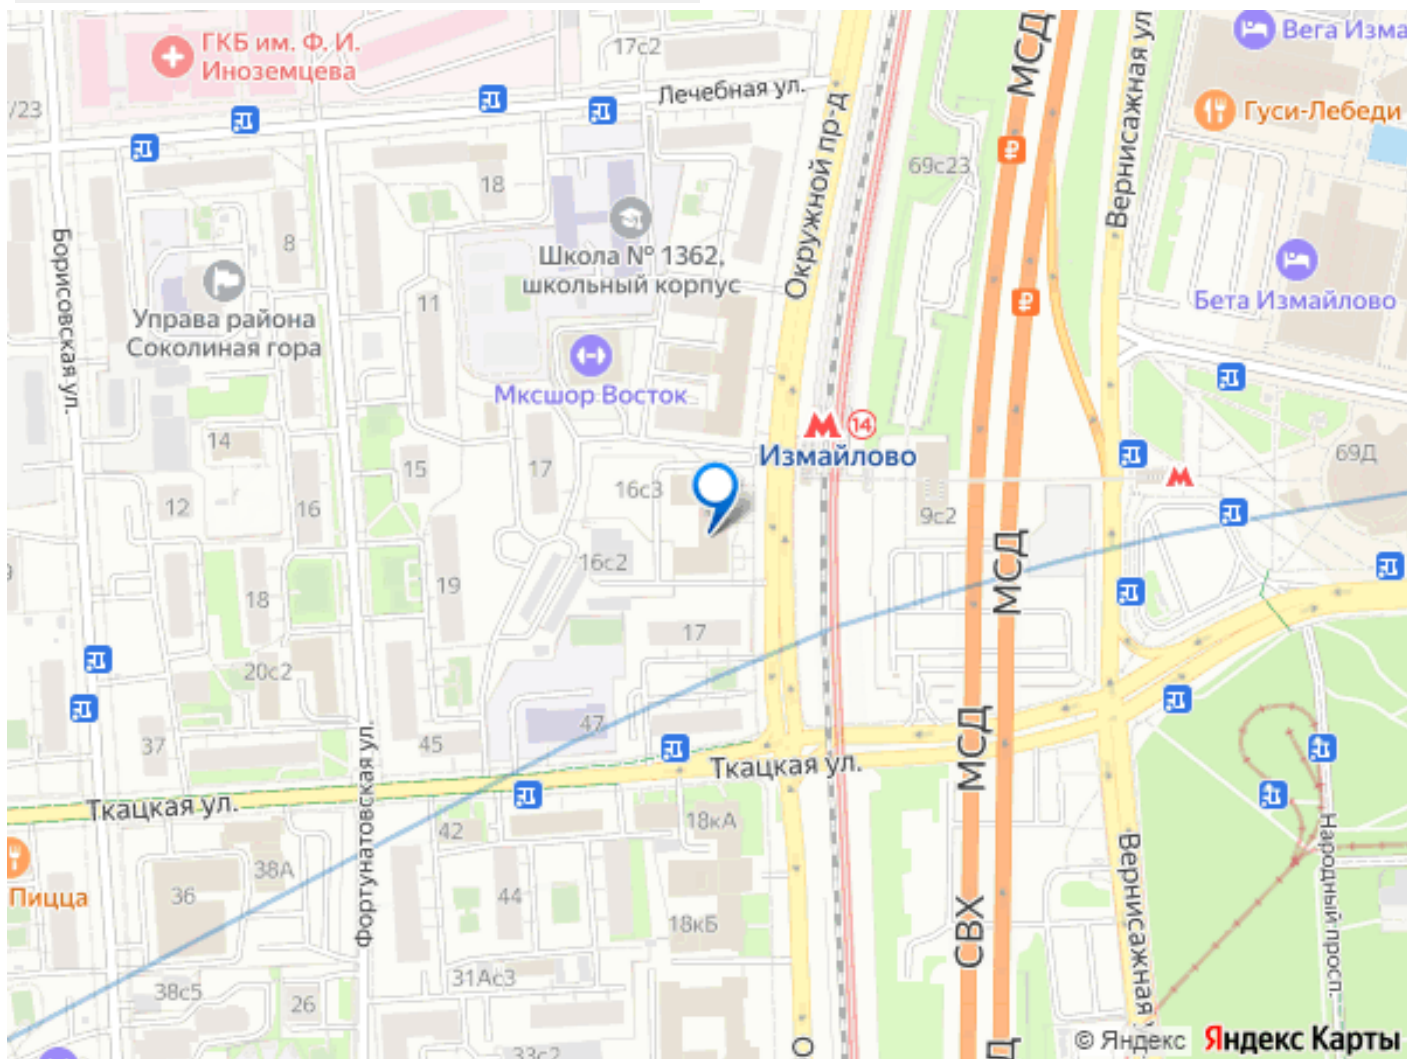 ГКБ им. Ф. И.
Иноземцева
17с2
Лечебная ул.
МСД
Вернисажная ул
Вега Изма
Гуси-Лебеди
/23
18
69с23
Окружной пр-д
Борисовская ул.
8
Школа № 1362,
школьный корпус
Бета Измайлово
Управа района
Соколиная гора
11
Мксшор Восток
14
14
Измайлово
69Д
15
17
16с3
12
16
9с2
МСД
16с2
18
19
17
20с2
37
45
47
МСД
Ткацкая ул.
Ткацкая ул.
Фортунатовская ул.
42
18кА
Народный просп.
Вернисажная
Пицца
36
38А
44
18кБ
СВХ
31Ас3
38с5
26
33с2
О
Д
© Яндекс Яндекс Карты